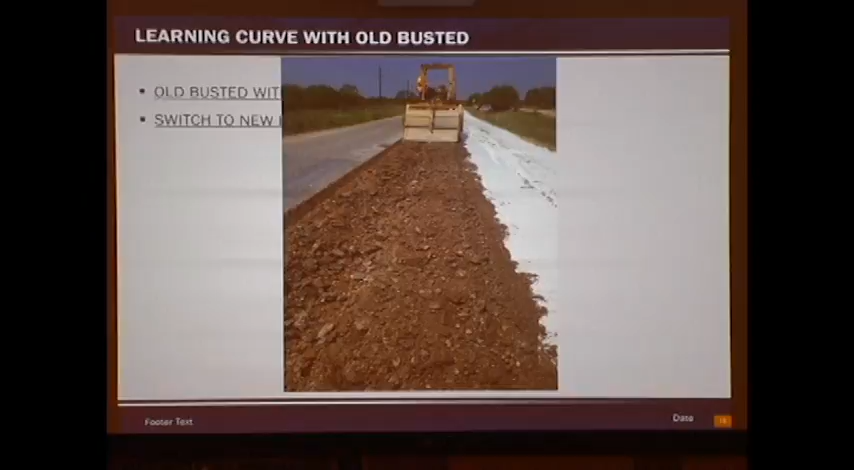 LEARNING CURVE WITH OLD BUSTED
• OLD BUSTED WIT
• SWITCH TO NEW
Footer Text
Date